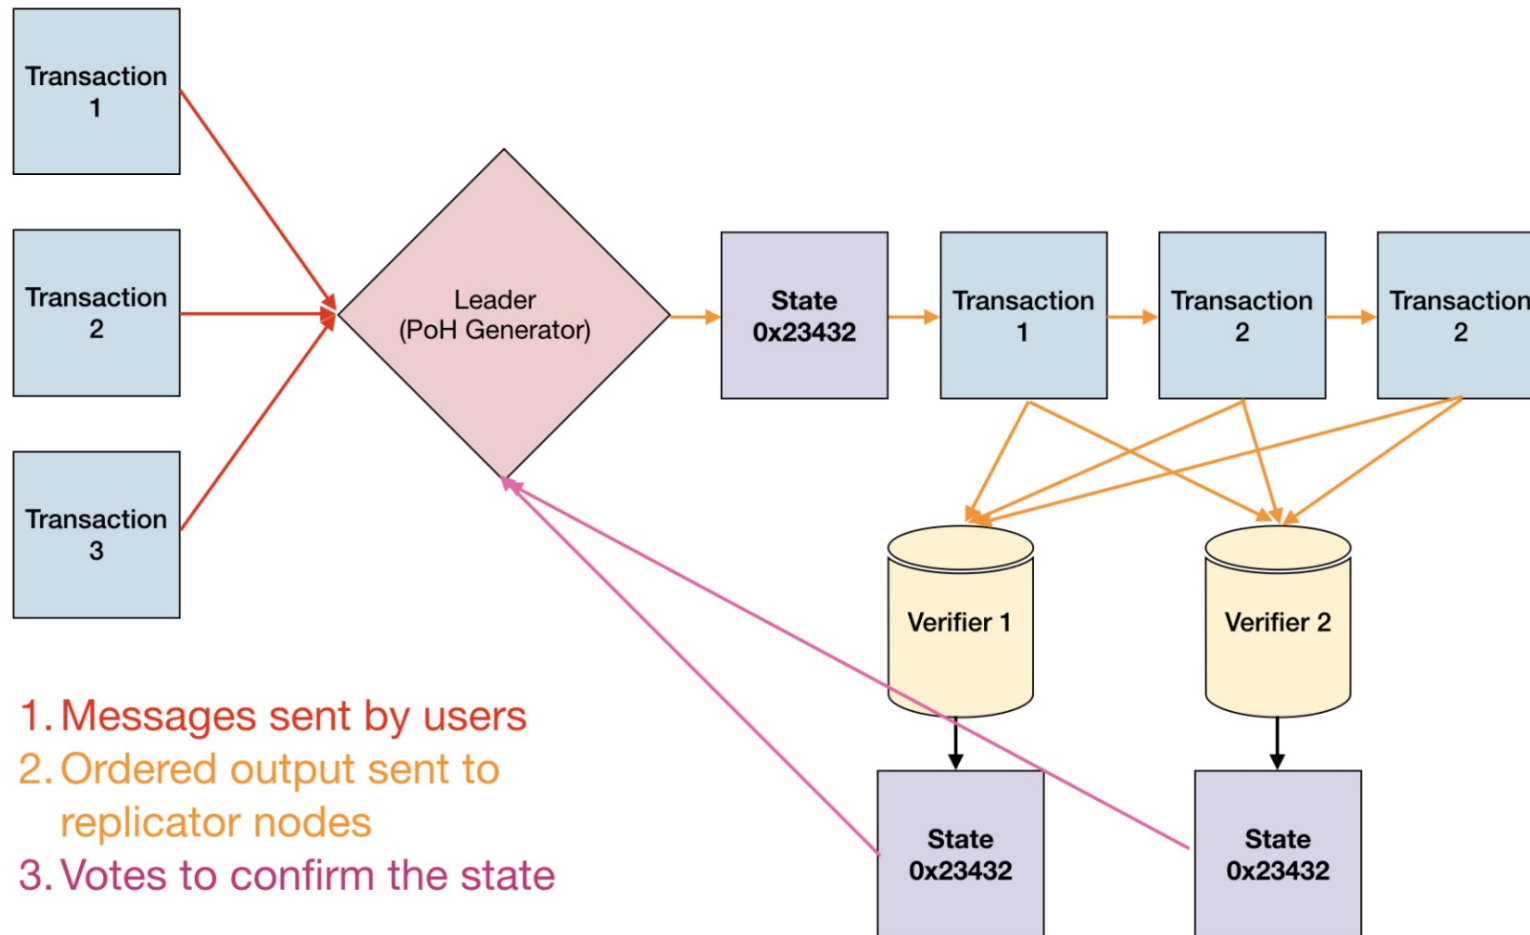 Transaction
1
Transaction
2
Transaction
3
Leader
(PoH Generator)
State
0x23432
Transaction
1
Transaction
2
Transaction
2
Verifier 1
Verifier 2
State
0x23432
State
0x23432
1. Messages sent by users
2. Ordered output sent to
replicator nodes
3. Votes to confirm the state